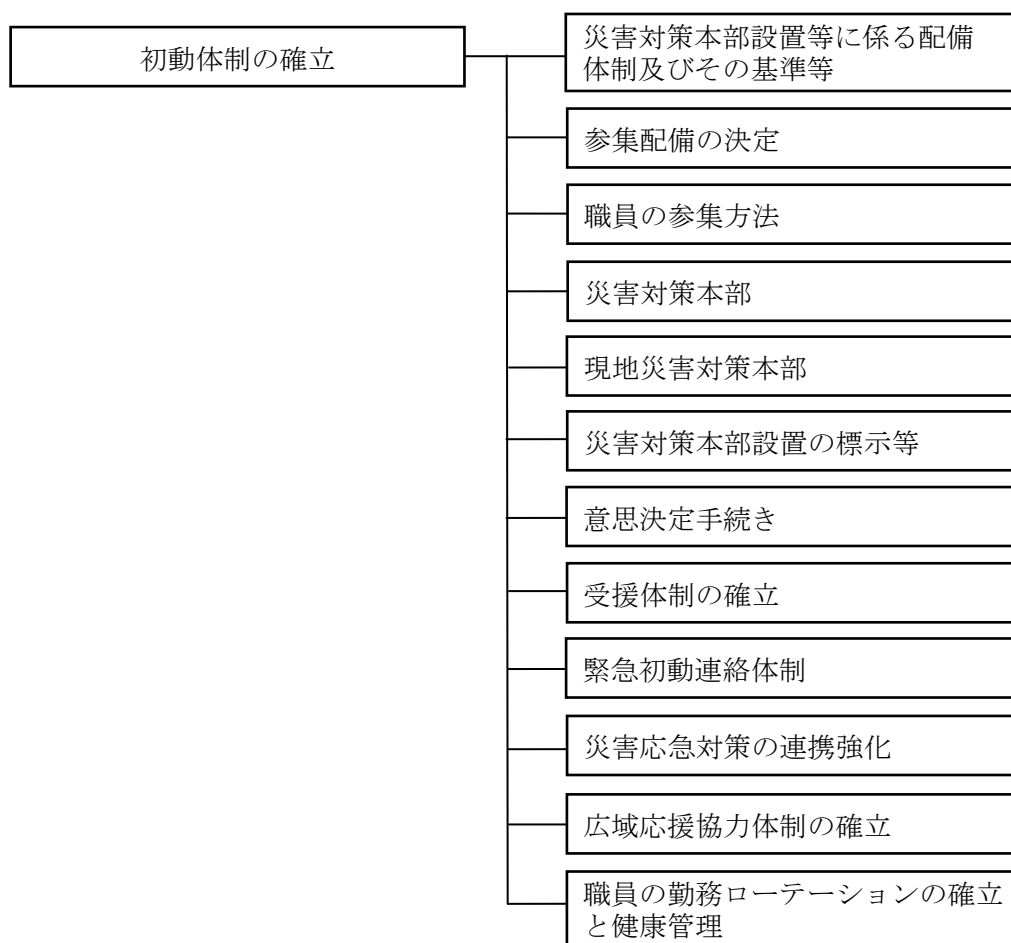 初動体制の確立
災害対策本部設置等に係る配備
体制及びその基準等
参集配備の決定
職員の参集方法
災害対策本部
現地災害対策本部
災害対策本部設置の標示等
意思決定手続き
受援体制の確立
緊急初動連絡体制
災害応急対策の連携強化
広域応援協力体制の確立
職員の勤務ローテーションの確立
と健康管理